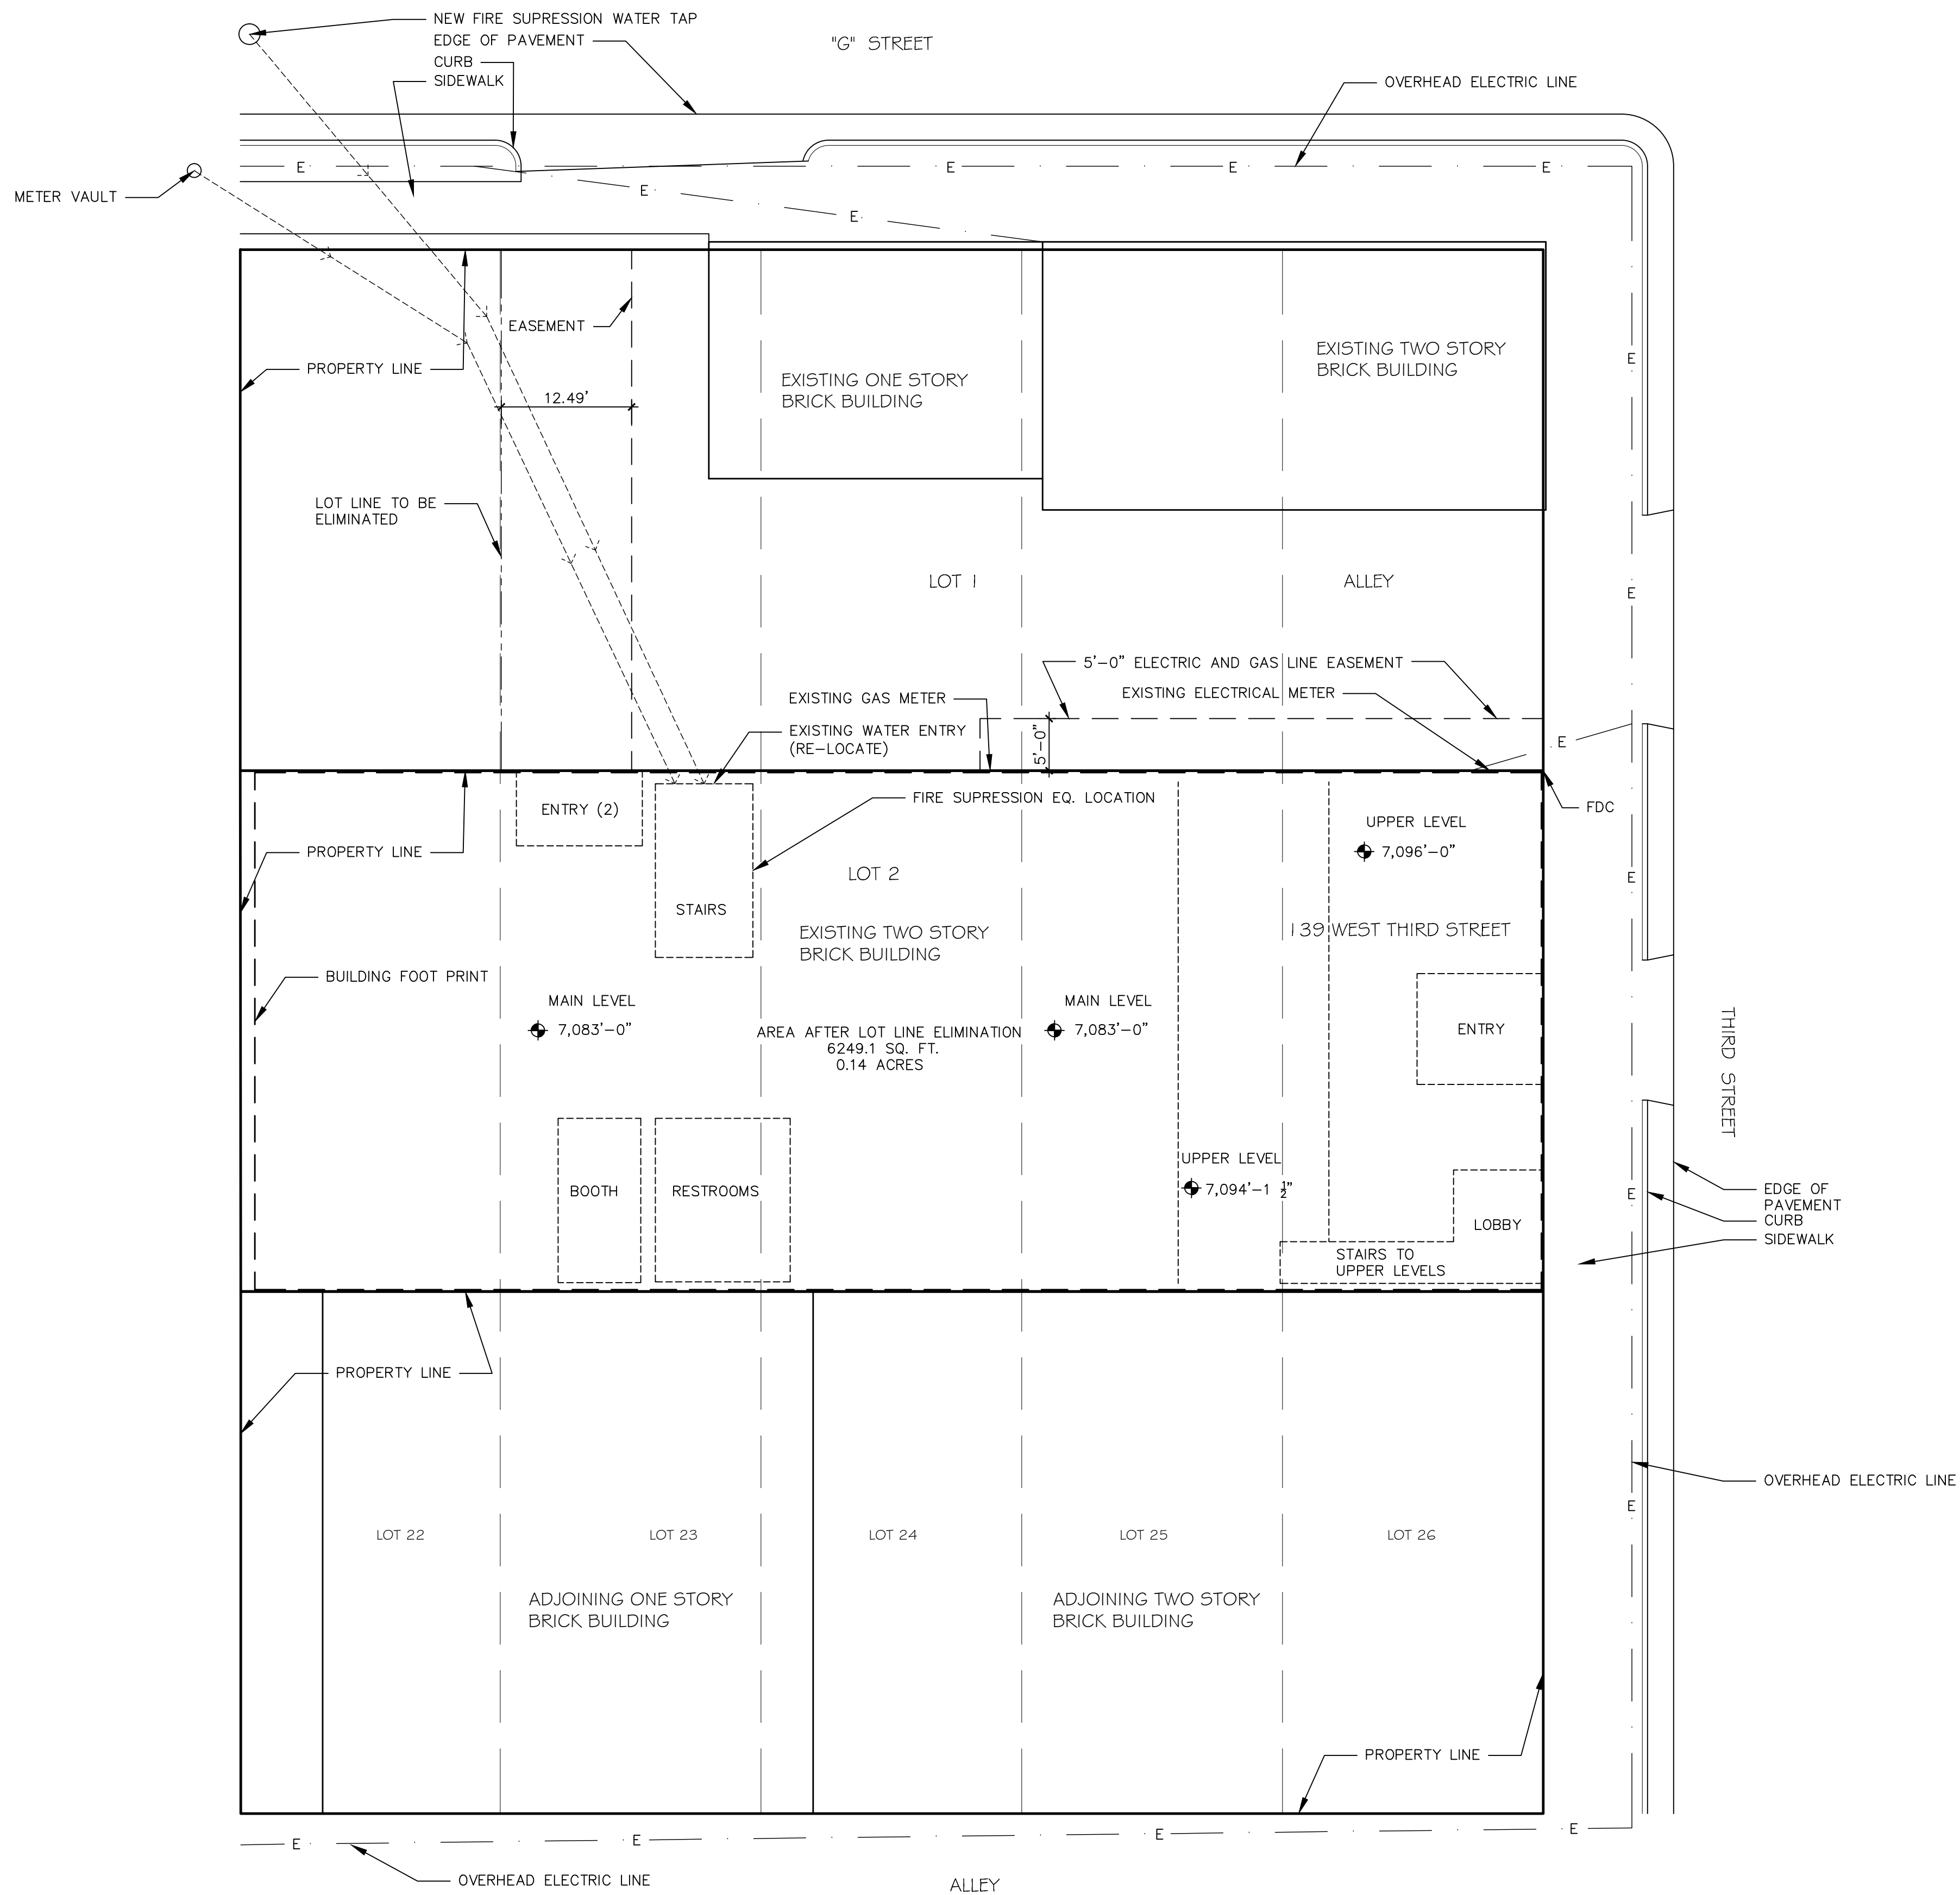 NEW FIRE SUPRESSION WATER TAP
EDGE OF PAVEMENT
"G" STREET
CURB
SIDEWALK
OVERHEAD ELECTRIC LINE
E
E
E
E
METER VAULT
E
E
EASEMENT
EXISTING TWO STORY
BRICK BUILDING
E
PROPERTY LINE
EXISTING ONE STORY
BRICK BUILDING
12.49'
LOT LINE TO BE
ELIMINATED
LOT 1
ALLEY
E
5'-0" ELECTRIC AND GAS LINE EASEMENT
EXISTING GAS METER
EXISTING ELECTRICAL METER
EXISTING WATER ENTRY
(RE-LOCATE)
5'-0"
E
ENTRY (2)
FIRE SUPRESSION EQ. LOCATION
FDC
UPPER LEVEL
7,096'-0"
PROPERTY LINE
LOT 2
E
STAIRS
EXISTING TWO STORY
BRICK BUILDING
139 WEST THIRD STREET
BUILDING FOOT PRINT
MAIN LEVEL
7,083'-0"
AREA AFTER LOT LINE ELIMINATION
6249.1 SQ. FT.
0.14 ACRES
MAIN LEVEL
7,083'-0"
ENTRY
THIRD STREET
UPPER LEVEL
7,094'-1 ½"
BOOTH
RESTROOMS
E
EDGE OF
PAVEMENT
CURB
SIDEWALK
LOBBY
STAIRS TO
UPPER LEVELS
PROPERTY LINE
OVERHEAD ELECTRIC LINE
E
LOT 22
LOT 23
LOT 24
LOT 25
LOT 26
ADJOINING ONE STORY
BRICK BUILDING
ADJOINING TWO STORY
BRICK BUILDING
PROPERTY LINE
E
E
E
E
OVERHEAD ELECTRIC LINE
ALLEY